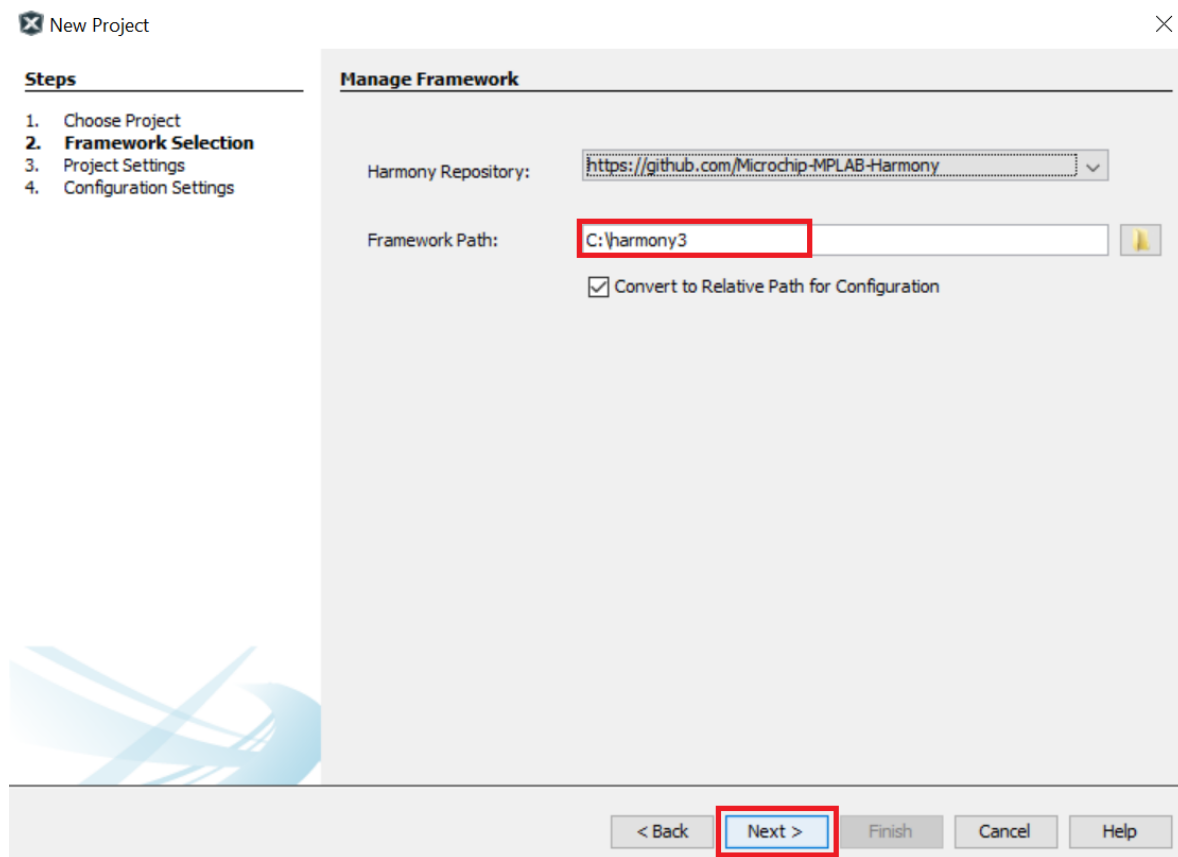 New Project
Steps
1. Choose Project
2. Framework Selection
3. Project Settings
4. Configuration Settings
Manage Framework
Harmony Repository: https://github.com/Microchip-MPLAB-Harmony
Framework Path: C:\harmony3
Convert to Relative Path for Configuration
< Back Next > Finish Cancel Help